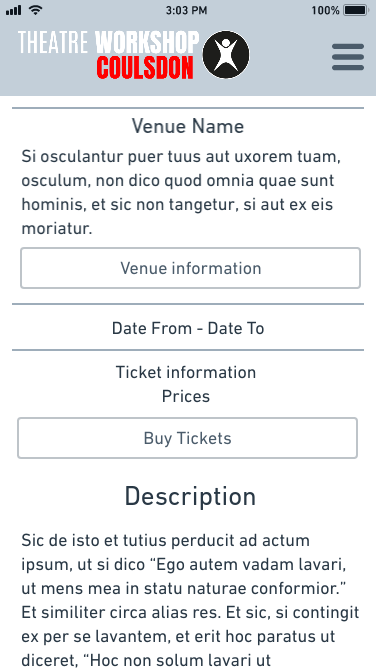 3:03 PM
100%
THEATRE WORKSHOP
COULSDON
Venue Name
Si osculantur puer tuus aut uxorem tuam,
osculum, non dico quod omnia quae sunt
hominis, et sic non tangetur, si aut ex eis
moriatur.
Venue information
Date From - Date To
Ticket information
Prices
Buy Tickets
Description
Sic de isto et tutius perducit ad actum
ipsum, ut si dico “Ego autem vadam lavari,
ut mens mea in statu naturae conformior.”
Et similiter circa alias res. Et sic, si contingit
ex per se lavantem, et erit hoc paratus ut
diceret, “Hoc non solum lavari ut